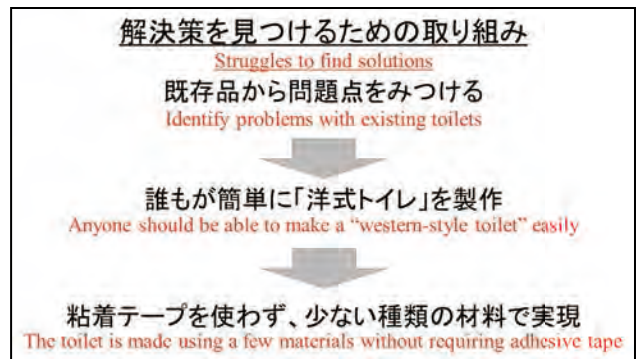 解決策を見つけるための取り組み
Struggles to find solutions
既存品から問題点をみつける
Identify problems with existing toilets
誰もが簡単に「洋式トイレ」を製作
Anyone should be able to make a “western-style toilet” easily
粘着テープを使わず、少ない種類の材料で実現
The toilet is made using a few materials without requiring adhesive tape